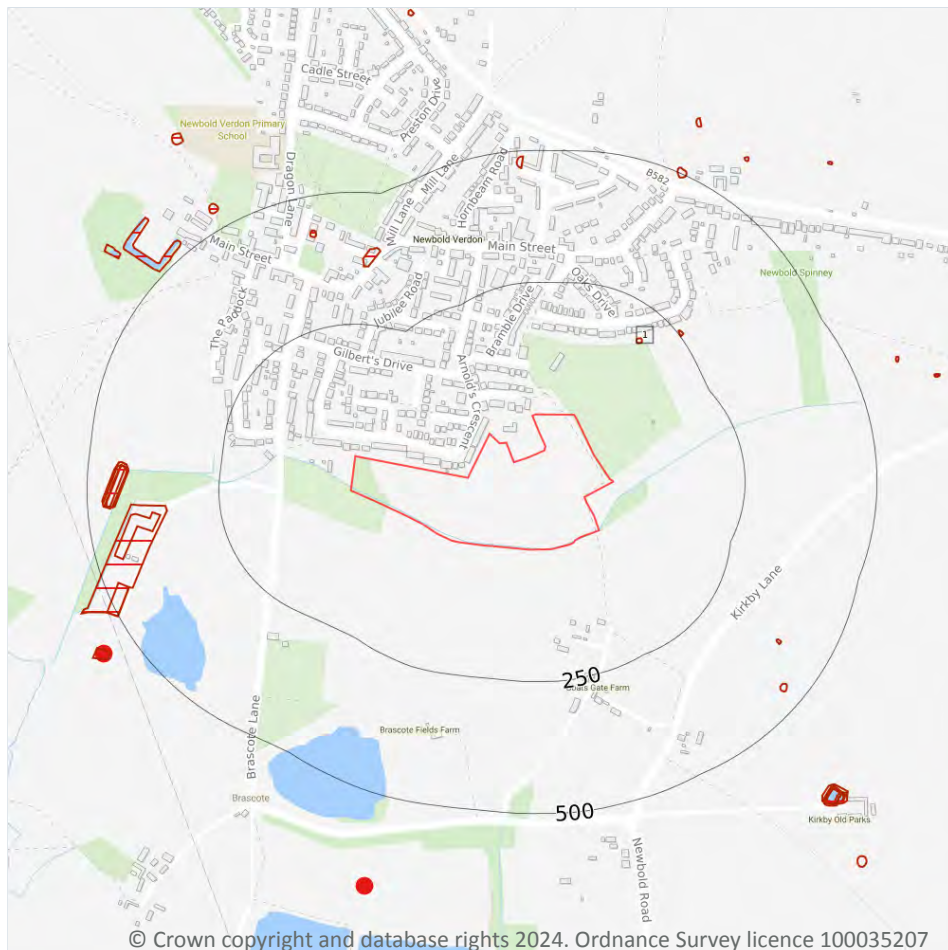 Cadle Street
Preston Drive
Newbold Verdon Primary
School
Dragon Lane
Mill Lane
Hornbeam Road
B582
Mill Lane
Newbold Verdon
Main Street
Main Street
Newbold Spinney
Oaks Drive
Jubilee Road
The Paddock
Bramble Drive
1
Gilbert's Drive
Arnold's Crescent
Kirkby Lane
250
Gate Farm
Brascote Lane
Brascote Fields Farm
Brascote
500
Kirkby Old Parks
Newbold Road
© Crown copyright and database rights 2024. Ordnance Survey licence 100035207